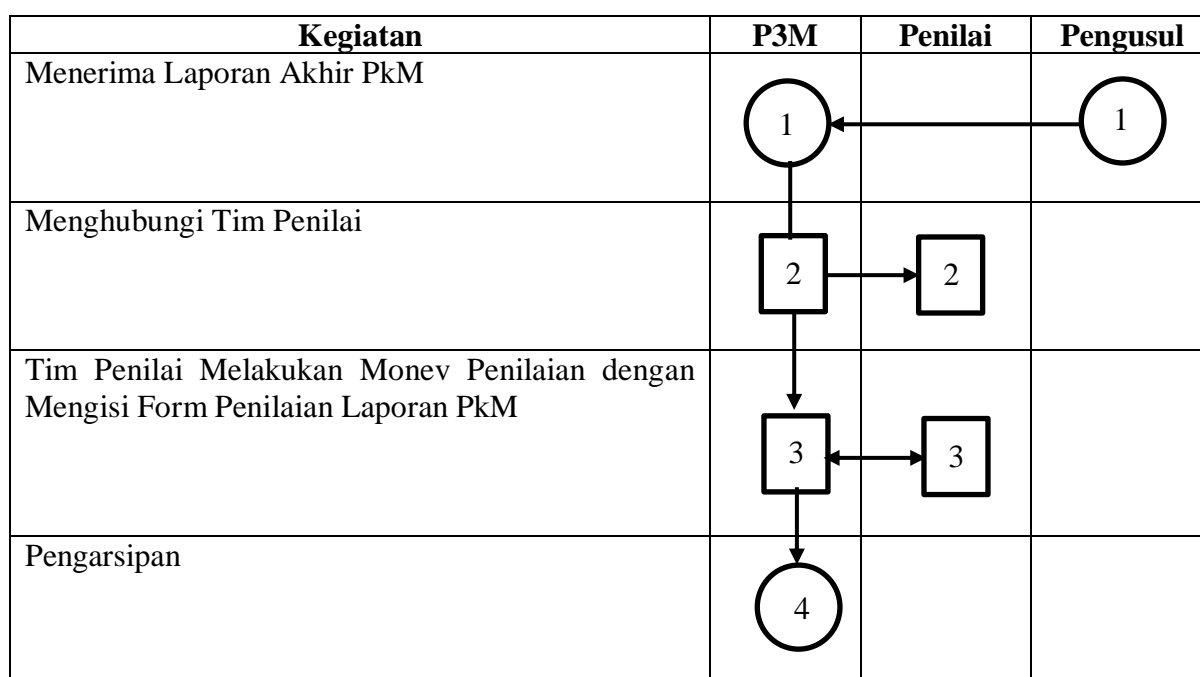 Kegiatan P3M Penilai Pengusul
Menerima Laporan Akhir PkM
1 1
Menghubungi Tim Penilai
2 2
Tim Penilai Melakukan Monev Penilaian dengan
Mengisi Form Penilaian Laporan PkM
3 3
Pengarsipan
4